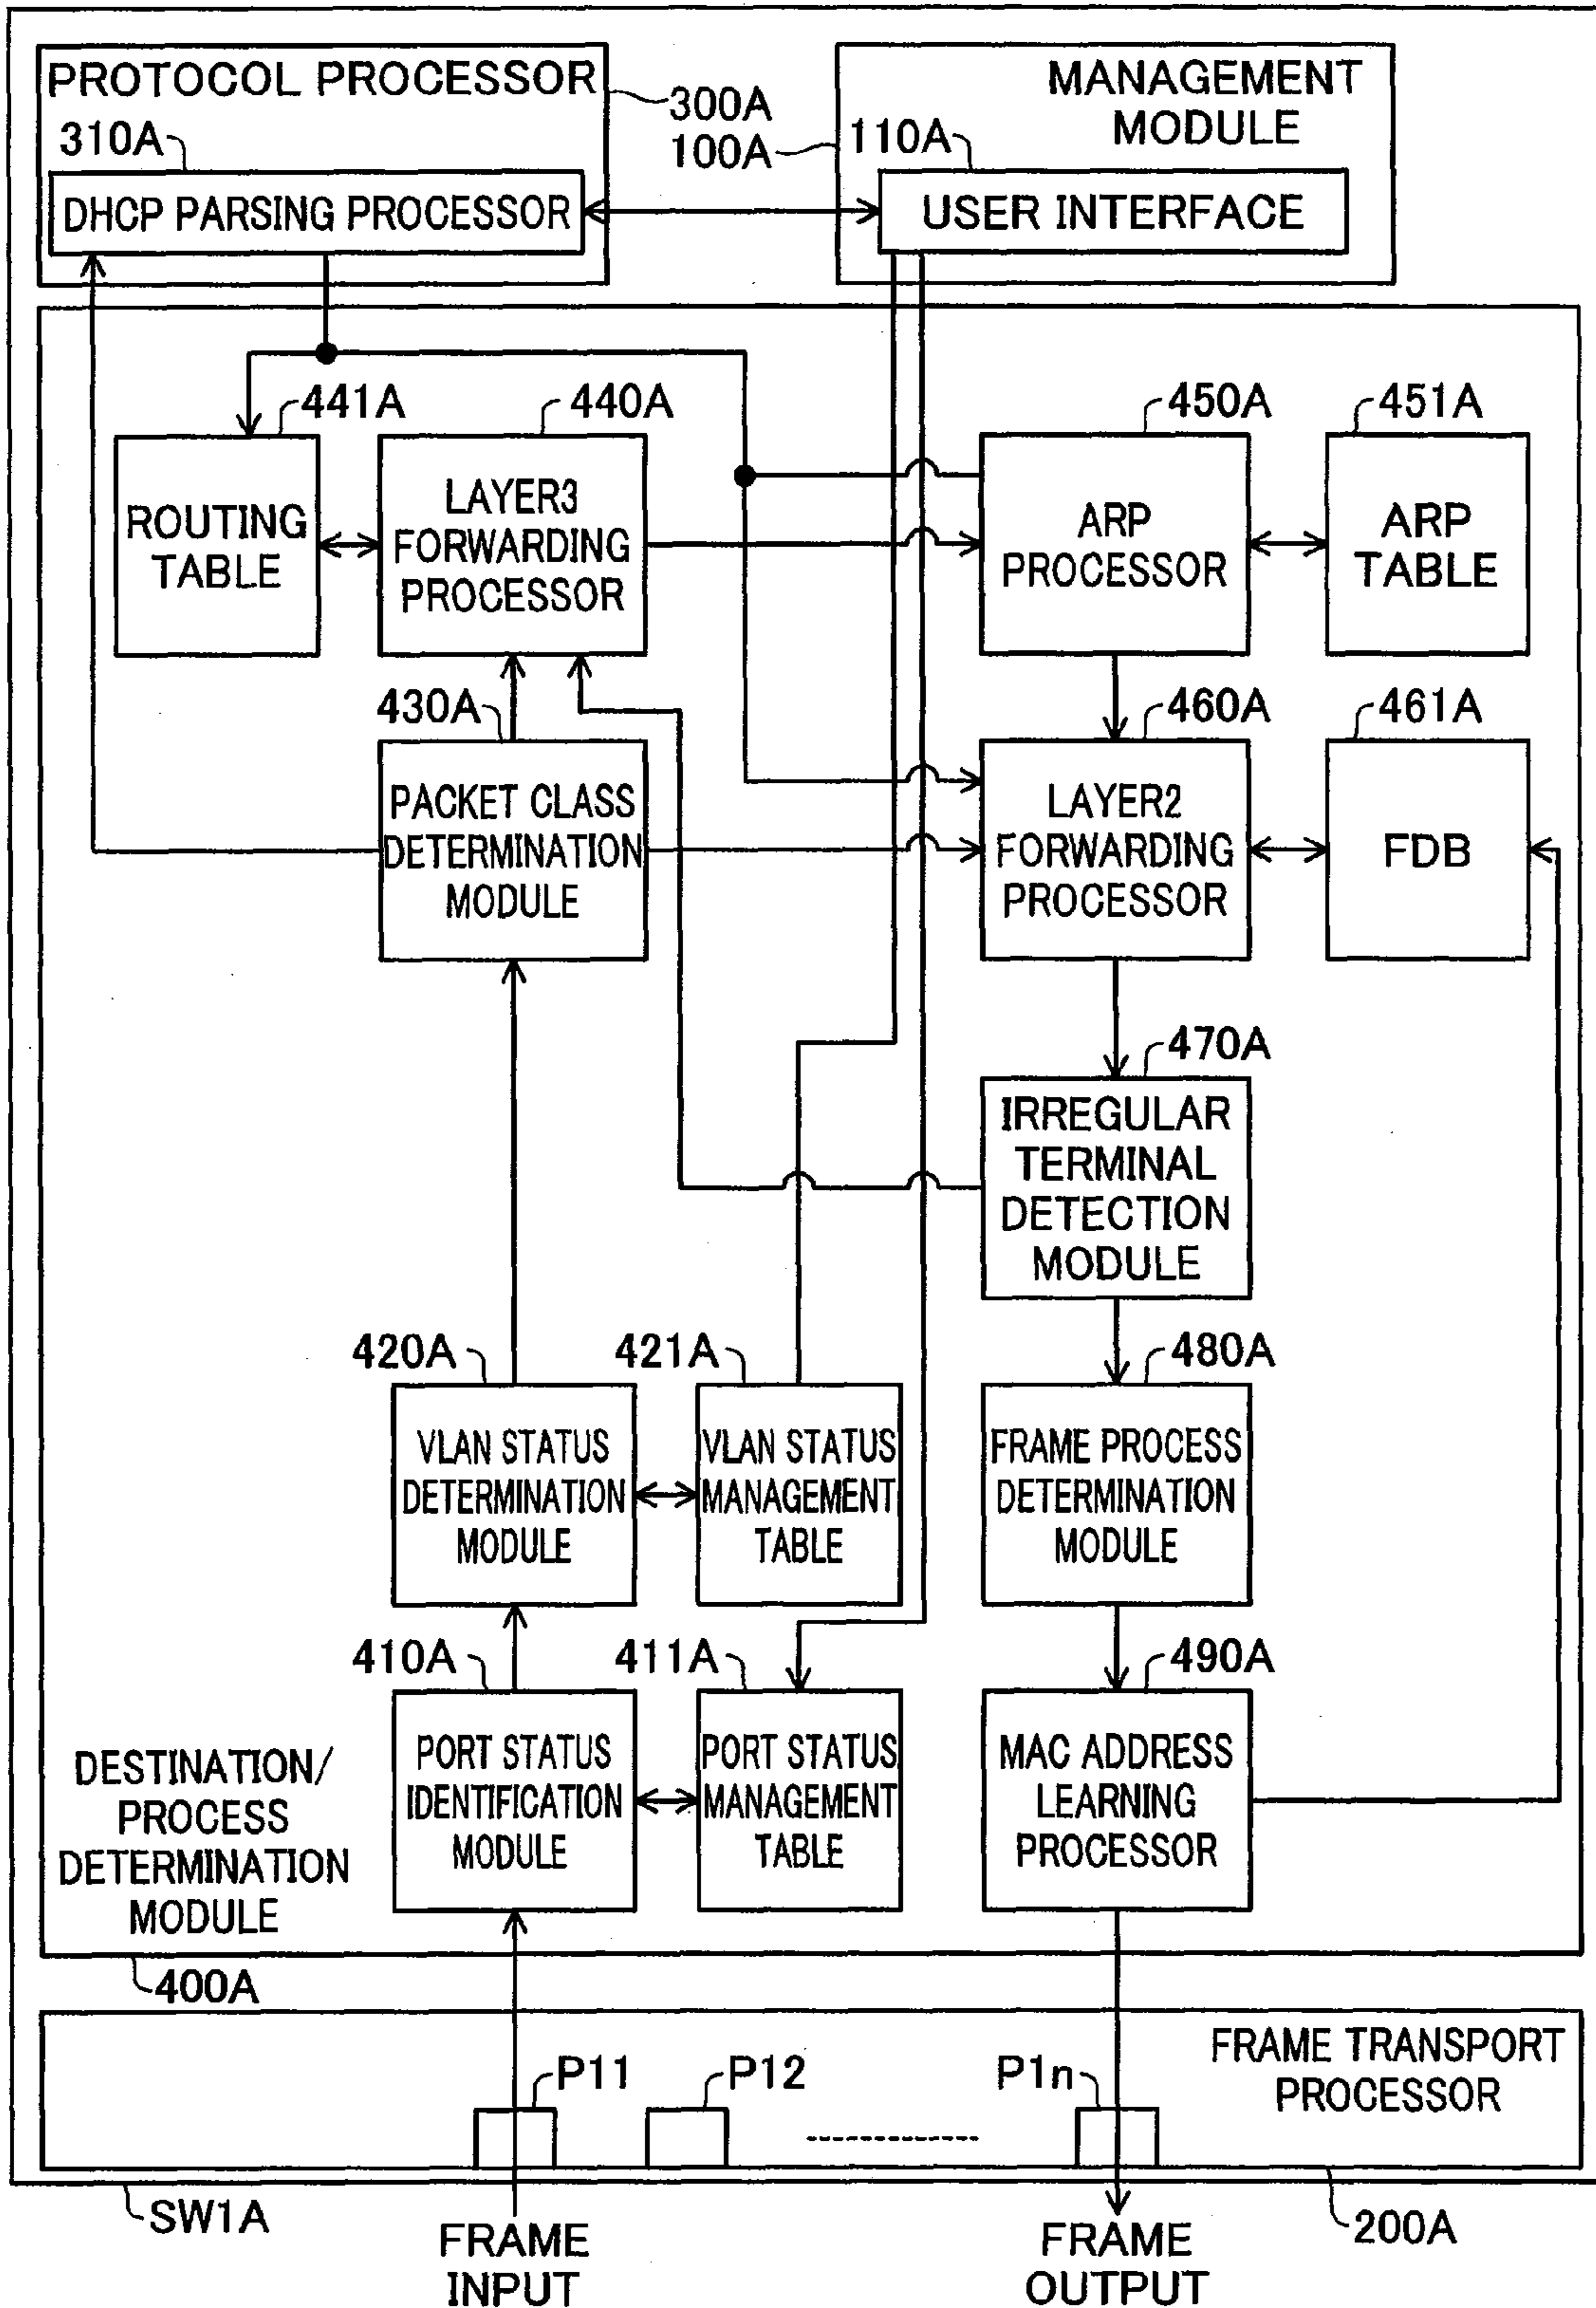 PROTOCOL PROCESSOR
300A
310A
DHCP PARSING PROCESSOR
MANAGEMENT
MODULE
100A
110A
USER INTERFACE
441A
440A
450A
451A
ROUTING
TABLE
LAYER3
FORWARDING
PROCESSOR
ARP
PROCESSOR
ARP
TABLE
430A
460A
461A
PACKET CLASS
DETERMINATION
MODULE
LAYER2
FORWARDING
PROCESSOR
FDB
470A
IRREGULAR
TERMINAL
DETECTION
MODULE
420A
421A
480A
VLAN STATUS
DETERMINATION
MODULE
VLAN STATUS
MANAGEMENT
TABLE
FRAME PROCESS
DETERMINATION
MODULE
410A
411A
490A
PORT STATUS
IDENTIFICATION
MODULE
PORT STATUS
MANAGEMENT
TABLE
MAC ADDRESS
LEARNING
PROCESSOR
DESTINATION/
PROCESS
DETERMINATION
MODULE
400A
FRAME TRANSPORT
PROCESSOR
P11
P12
P1n
SW1A
200A
FRAME
INPUT
FRAME
OUTPUT